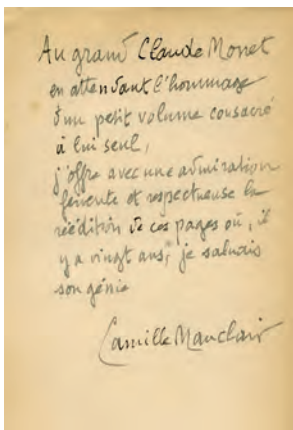 Au grand Claude Monet
en attendant l'hommage
d'un petit volume consacré
à lui seul,
j'offre avec une admiration
fervente et respectueuse la
réédition de ces pages où, il
y a vingt ans, je saluais
son génie
Camille Mauclair